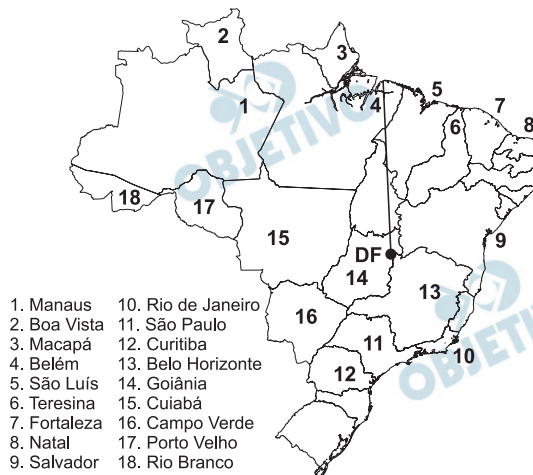 2
3
1
4
5
7
6
8
18
17
9
15
DF
14
13
16
11
10
12
1. Manaus 10. Rio de Janeiro
2. Boa Vista 11. São Paulo
3. Macapá 12. Curitiba
4. Belém 13. Belo Horizonte
5. São Luís 14. Goiânia
6. Teresina 15. Cuiabá
7. Fortaleza 16. Campo Verde
8. Natal 17. Porto Velho
9. Salvador 18. Rio Branco
OBJETIVO
OBJETIV